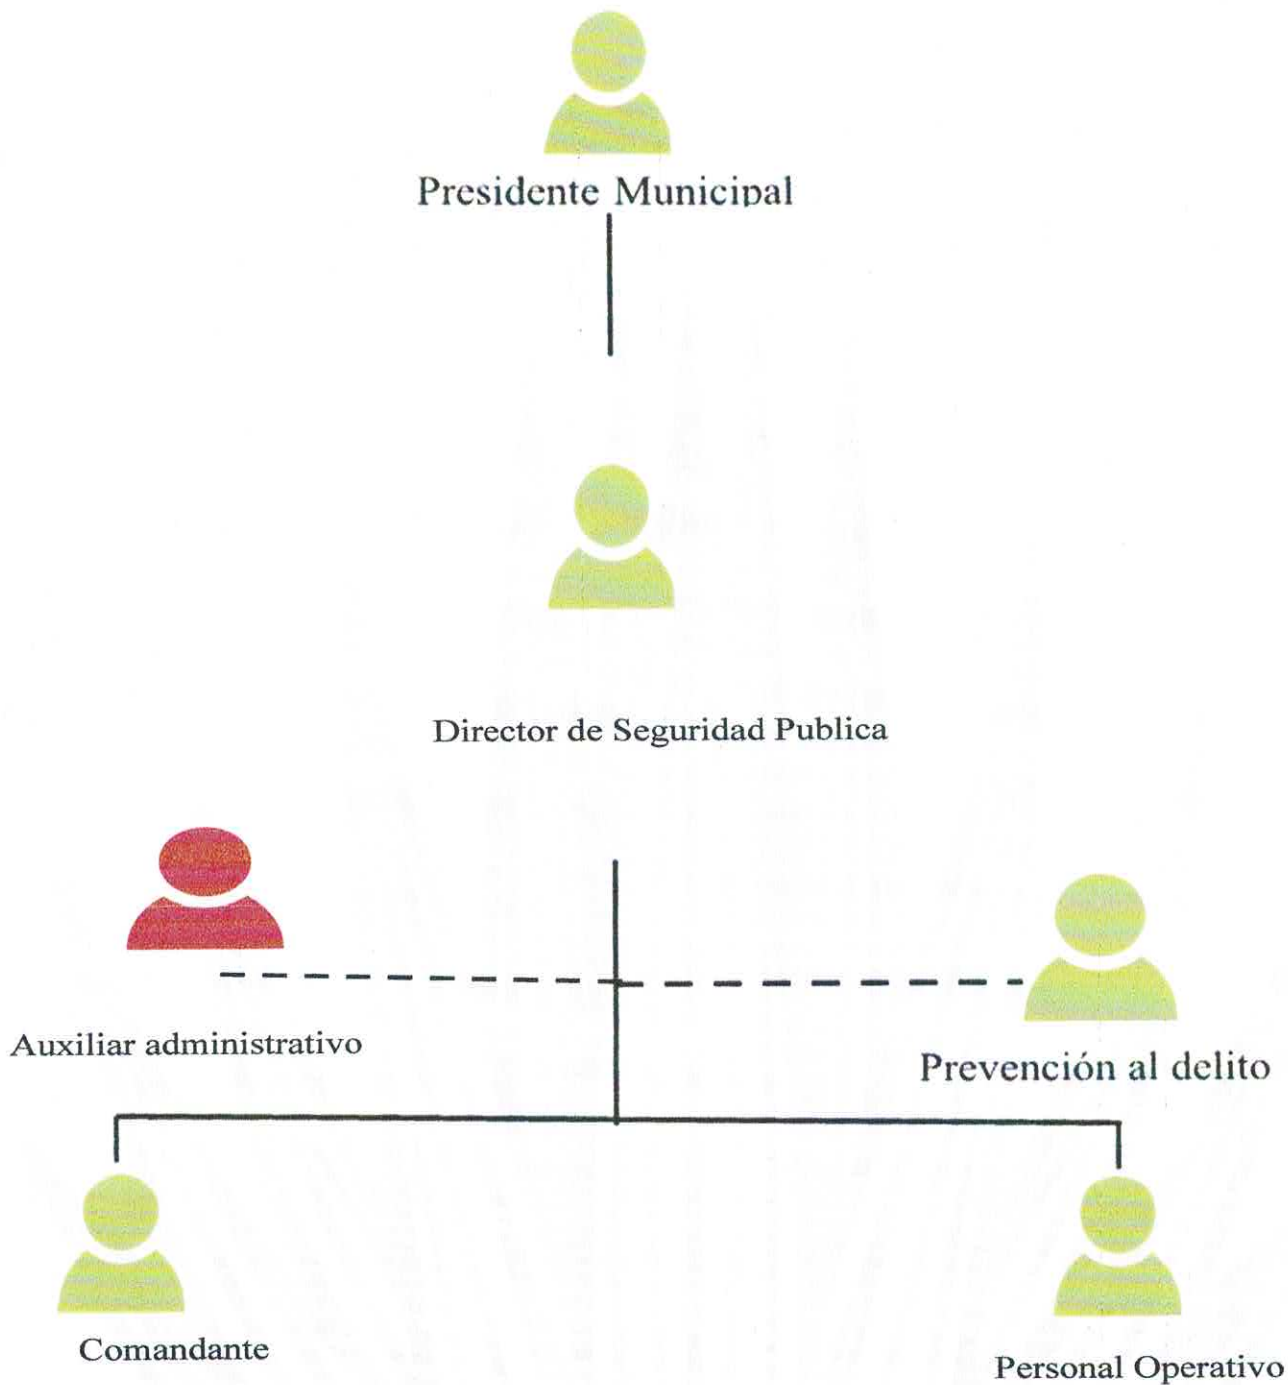 Presidente Municipal
Director de Seguridad Publica
Auxiliar administrativo
Prevención al delito
Comandante
Personal Operativo